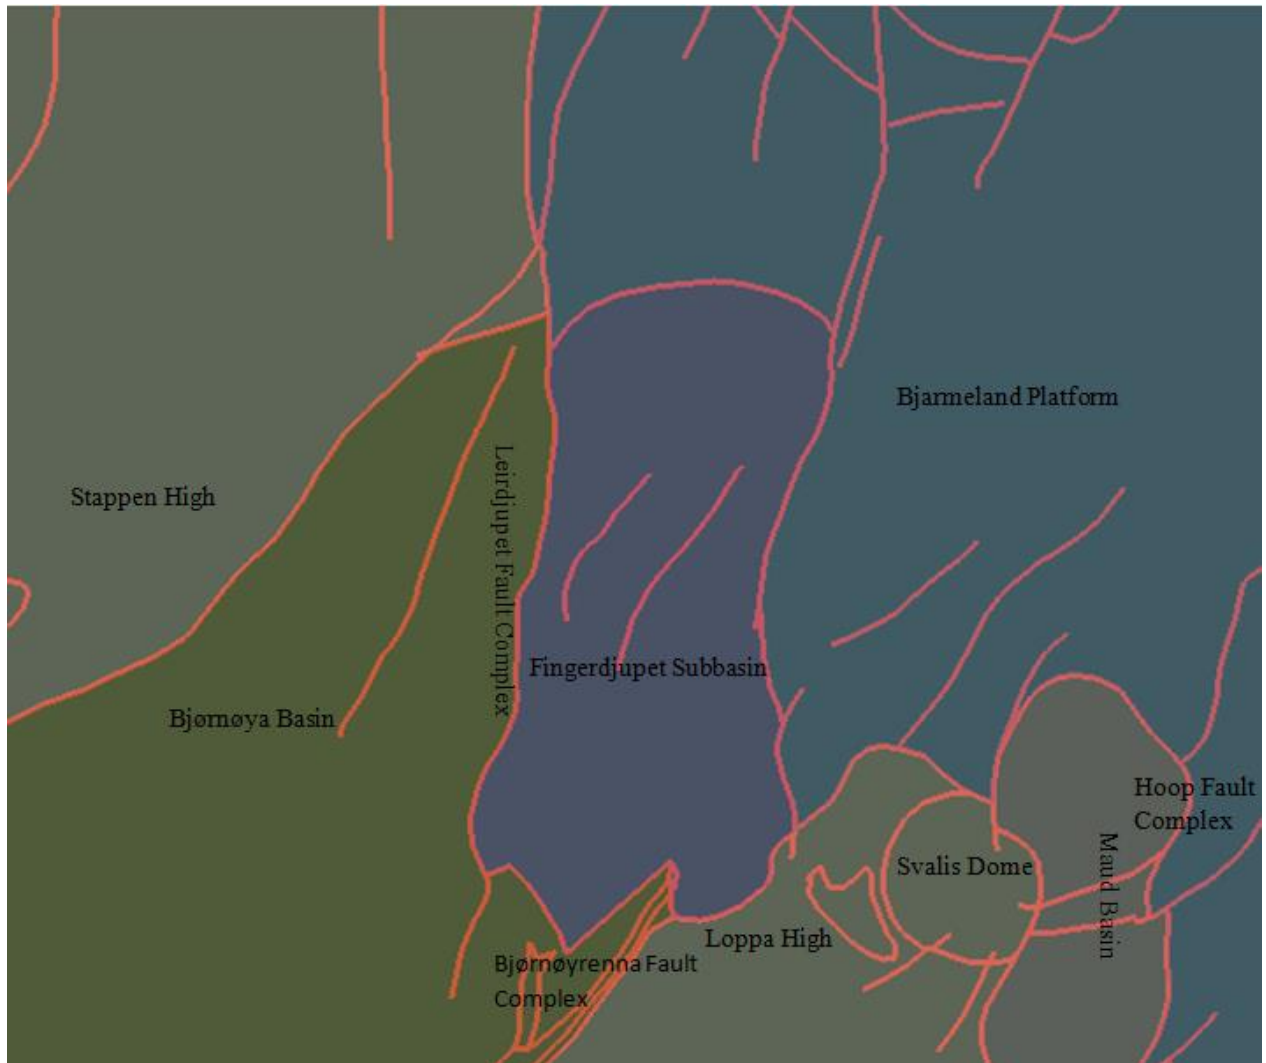 Bjarmeland Platform
Stappen High
Leirdjupet Fault Complex
Fingerdjupet Subbasin
Bjørnøya Basin
Hoop Fault
Complex
Maud Basin
Svalis Dome
Loppa High
Bjørnøyrenna Fault
Complex